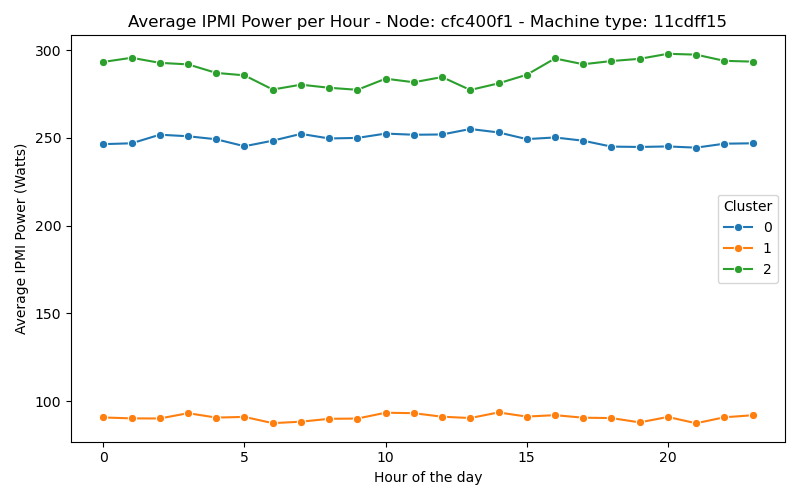 Average IPMI Power per Hour - Node: cfc400f1 - Machine type: 11cdff15
Average IPMI Power (Watts)
300
250
200
150
100
Cluster
0
1
2
0 5 10 15 20
Hour of the day